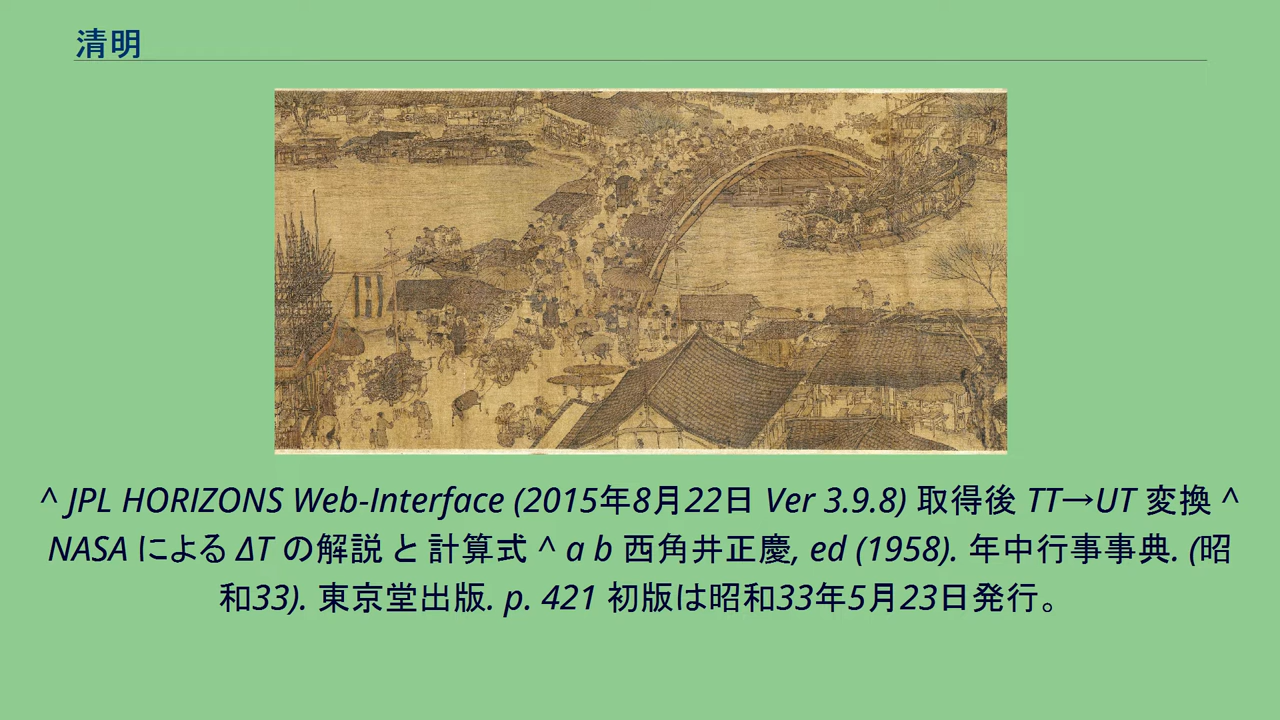 清明
^ JPL HORIZONS Web-Interface (2015年8月22日 Ver 3.9.8) 取得後 TT→UT 変換 ^
NASA による ΔT の解説 と 計算式 ^ a b 西角井正慶, ed (1958). 年中行事事典. (昭
和33). 東京堂出版. p. 421 初版は昭和33年5月23日発行。